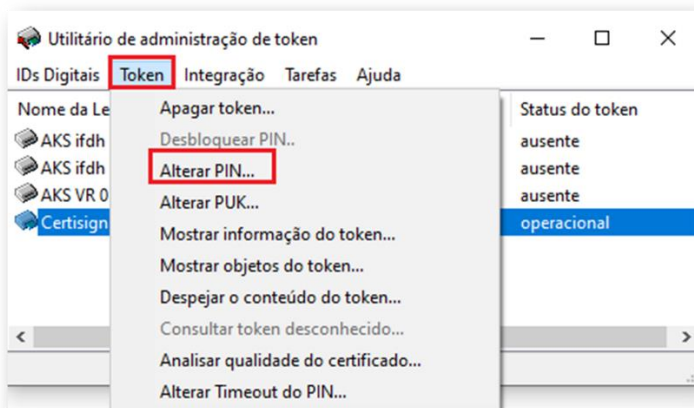 Utilitário de administração de token
IDs Digitais Token Integração Tarefas Ajuda
Nome da Le Status do token
AKS ifdh ausente
AKS ifdh ausente
AKS VR 0 ausente
Certisign operacional
Apagar token...
Desbloquear PIN..
Alterar PIN...
Alterar PUK...
Mostrar informação do token...
Mostrar objetos do token...
Despejar o conteúdo do token...
Consultar token desconhecido...
Analisar qualidade do certificado...
Alterar Timeout do PIN...